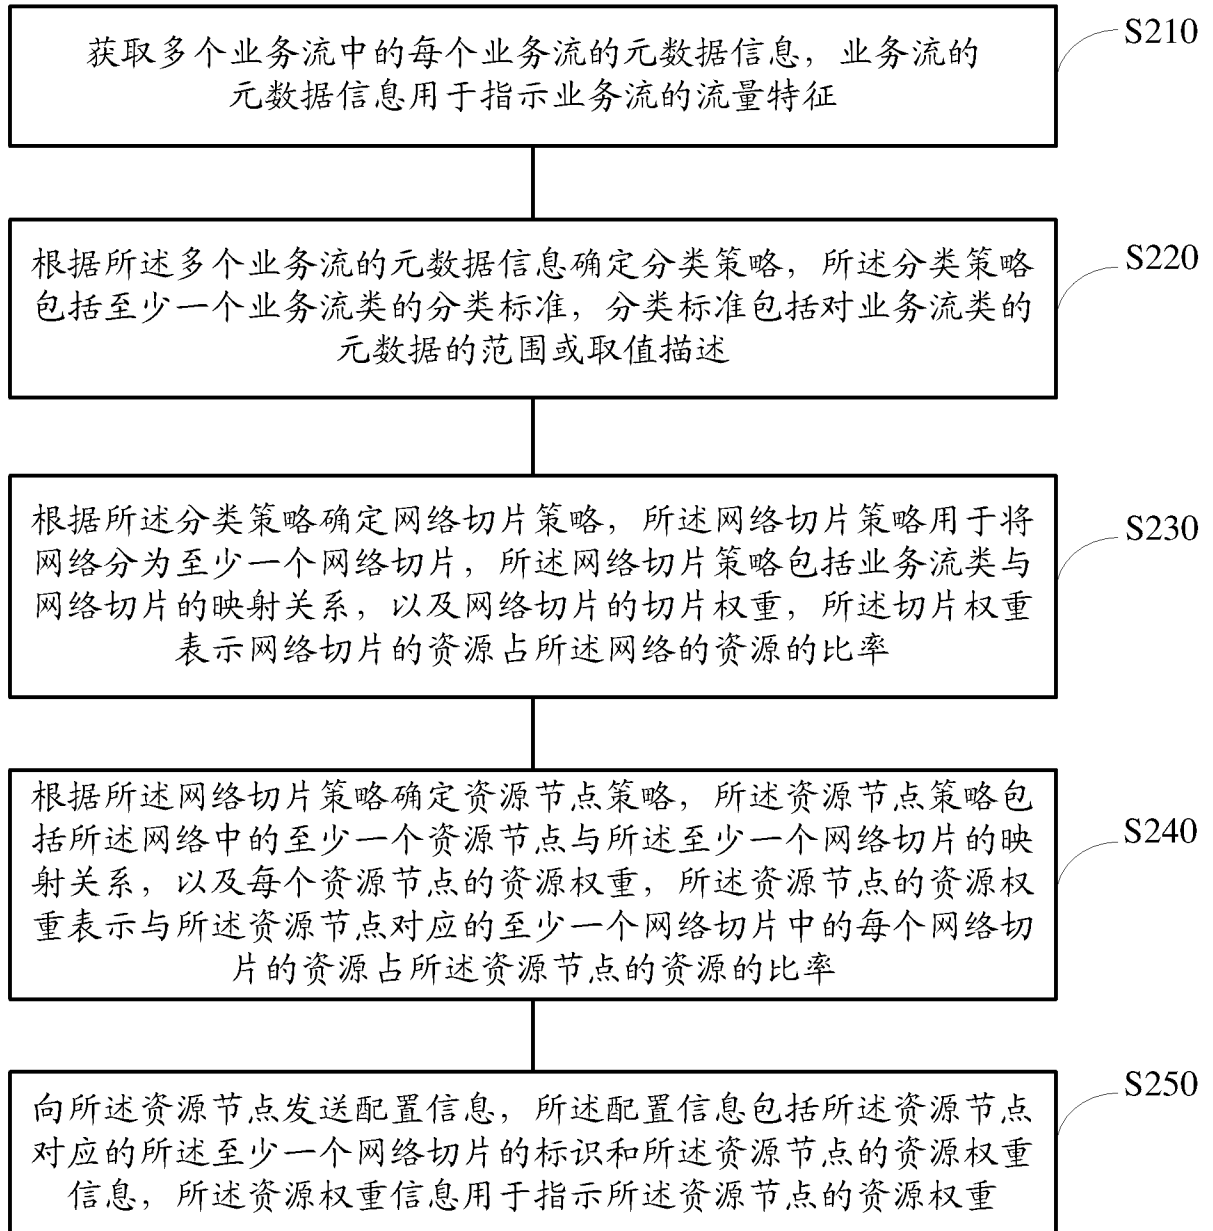 获取多个业务流中的每个业务流的元数据信息，业务流的
元数据信息用于指示业务流的流量特征
S210
根据所述多个业务流的元数据信息确定分类策略，所述分类策略
包括至少一个业务流类的分类标准，分类标准包括对业务流类的
元数据的范围或取值描述
S220
根据所述分类策略确定网络切片策略，所述网络切片策略用于将
网络分为至少一个网络切片，所述网络切片策略包括业务流类与
网络切片的映射关系，以及网络切片的切片权重，所述切片权重
表示网络切片的资源占所述网络的资源的比率
S230
根据所述网络切片策略确定资源节点策略，所述资源节点策略包
括所述网络中的至少一个资源节点与所述至少一个网络切片的映
射关系，以及每个资源节点的资源权重，所述资源节点的资源权
重表示与所述资源节点对应的至少一个网络切片中的每个网络切
片的资源占所述资源节点的资源的比率
S240
向所述资源节点发送配置信息，所述配置信息包括所述资源节点
对应的所述至少一个网络切片的标识和所述资源节点的资源权重
信息，所述资源权重信息用于指示所述资源节点的资源权重
S250